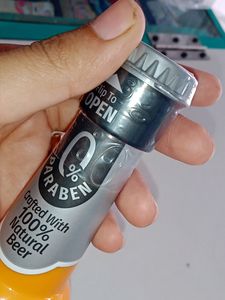 Flip To
OPEN
0%
PARABEN
Crafted With
100%
Natural
Beer